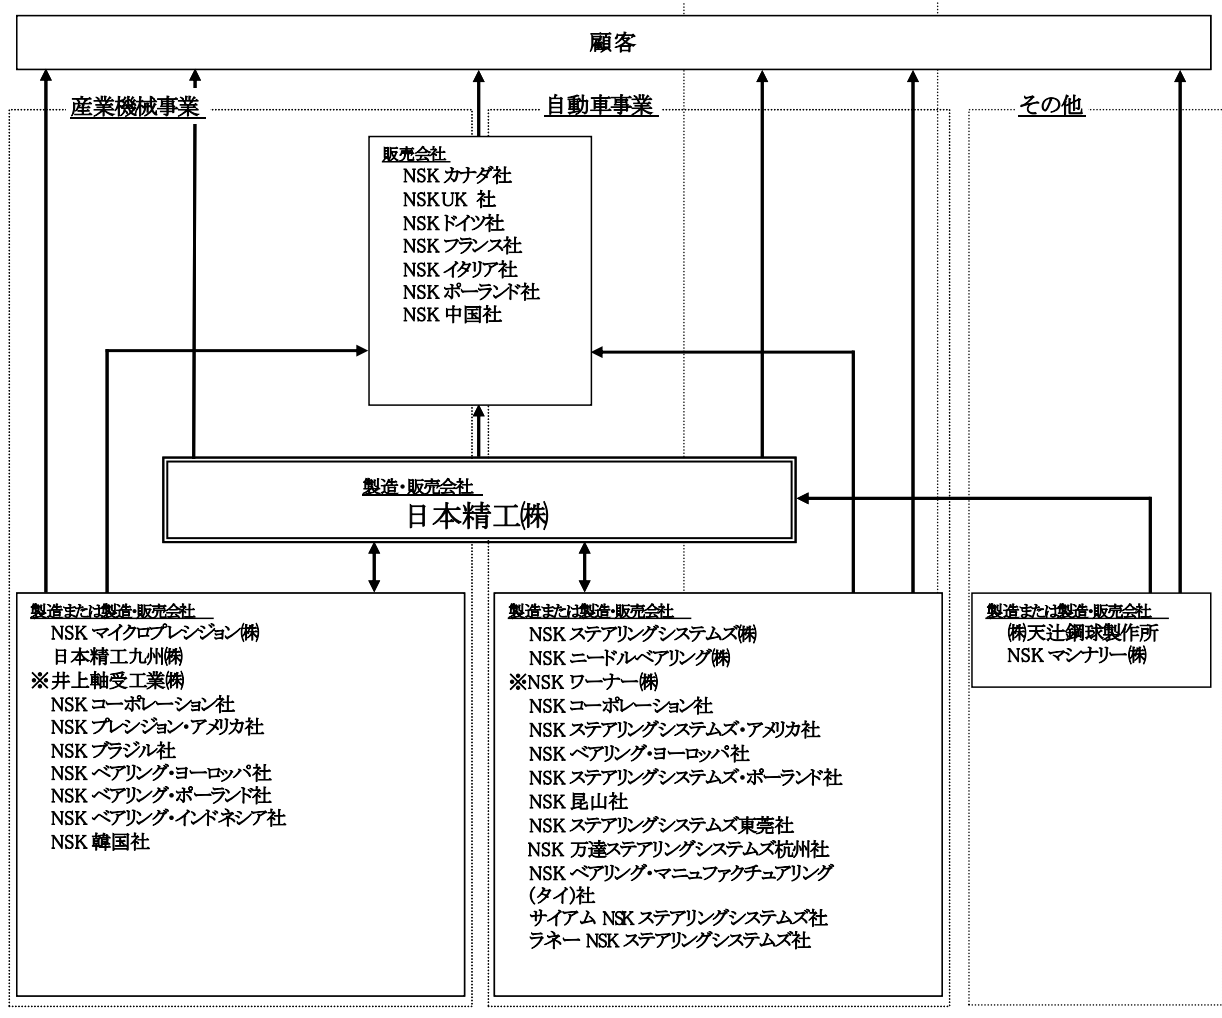 顧客
産業機械事業
自動車事業
その他
販売会社
NSK カナダ社
NSK UK 社
NSK ドイツ社
NSK フランス社
NSK イタリア社
NSK ポーランド社
NSK 中国社
製造・販売会社
日本精工㈱
製造または製造・販売会社
NSK マイクロプレシジョン㈱
日本精工九州㈱
※井上軸受工業㈱
NSK コーポレーション社
NSK プレシジョン・アメリカ社
NSK ブラジル社
NSK ベアリング・ヨーロッパ社
NSK ベアリング・ポーランド社
NSK ベアリング・インドネシア社
NSK 韓国社
製造または製造・販売会社
NSK ステアリングシステムズ㈱
NSK ニードルベアリング㈱
※NSK ワーナー㈱
NSK コーポレーション社
NSK ステアリングシステムズ・アメリカ社
NSK ベアリング・ヨーロッパ社
NSK ステアリングシステムズ・ポーランド社
NSK 昆山社
NSK ステアリングシステムズ東莞社
NSK 万達ステアリングシステムズ杭州社
NSK ベアリング・マニュファクチュアリング
(タイ)社
サイアム NSK ステアリングシステムズ社
ラネー NSK ステアリングシステムズ社
製造または製造・販売会社
㈱天辻鋼球製作所
NSK マシナリー㈱